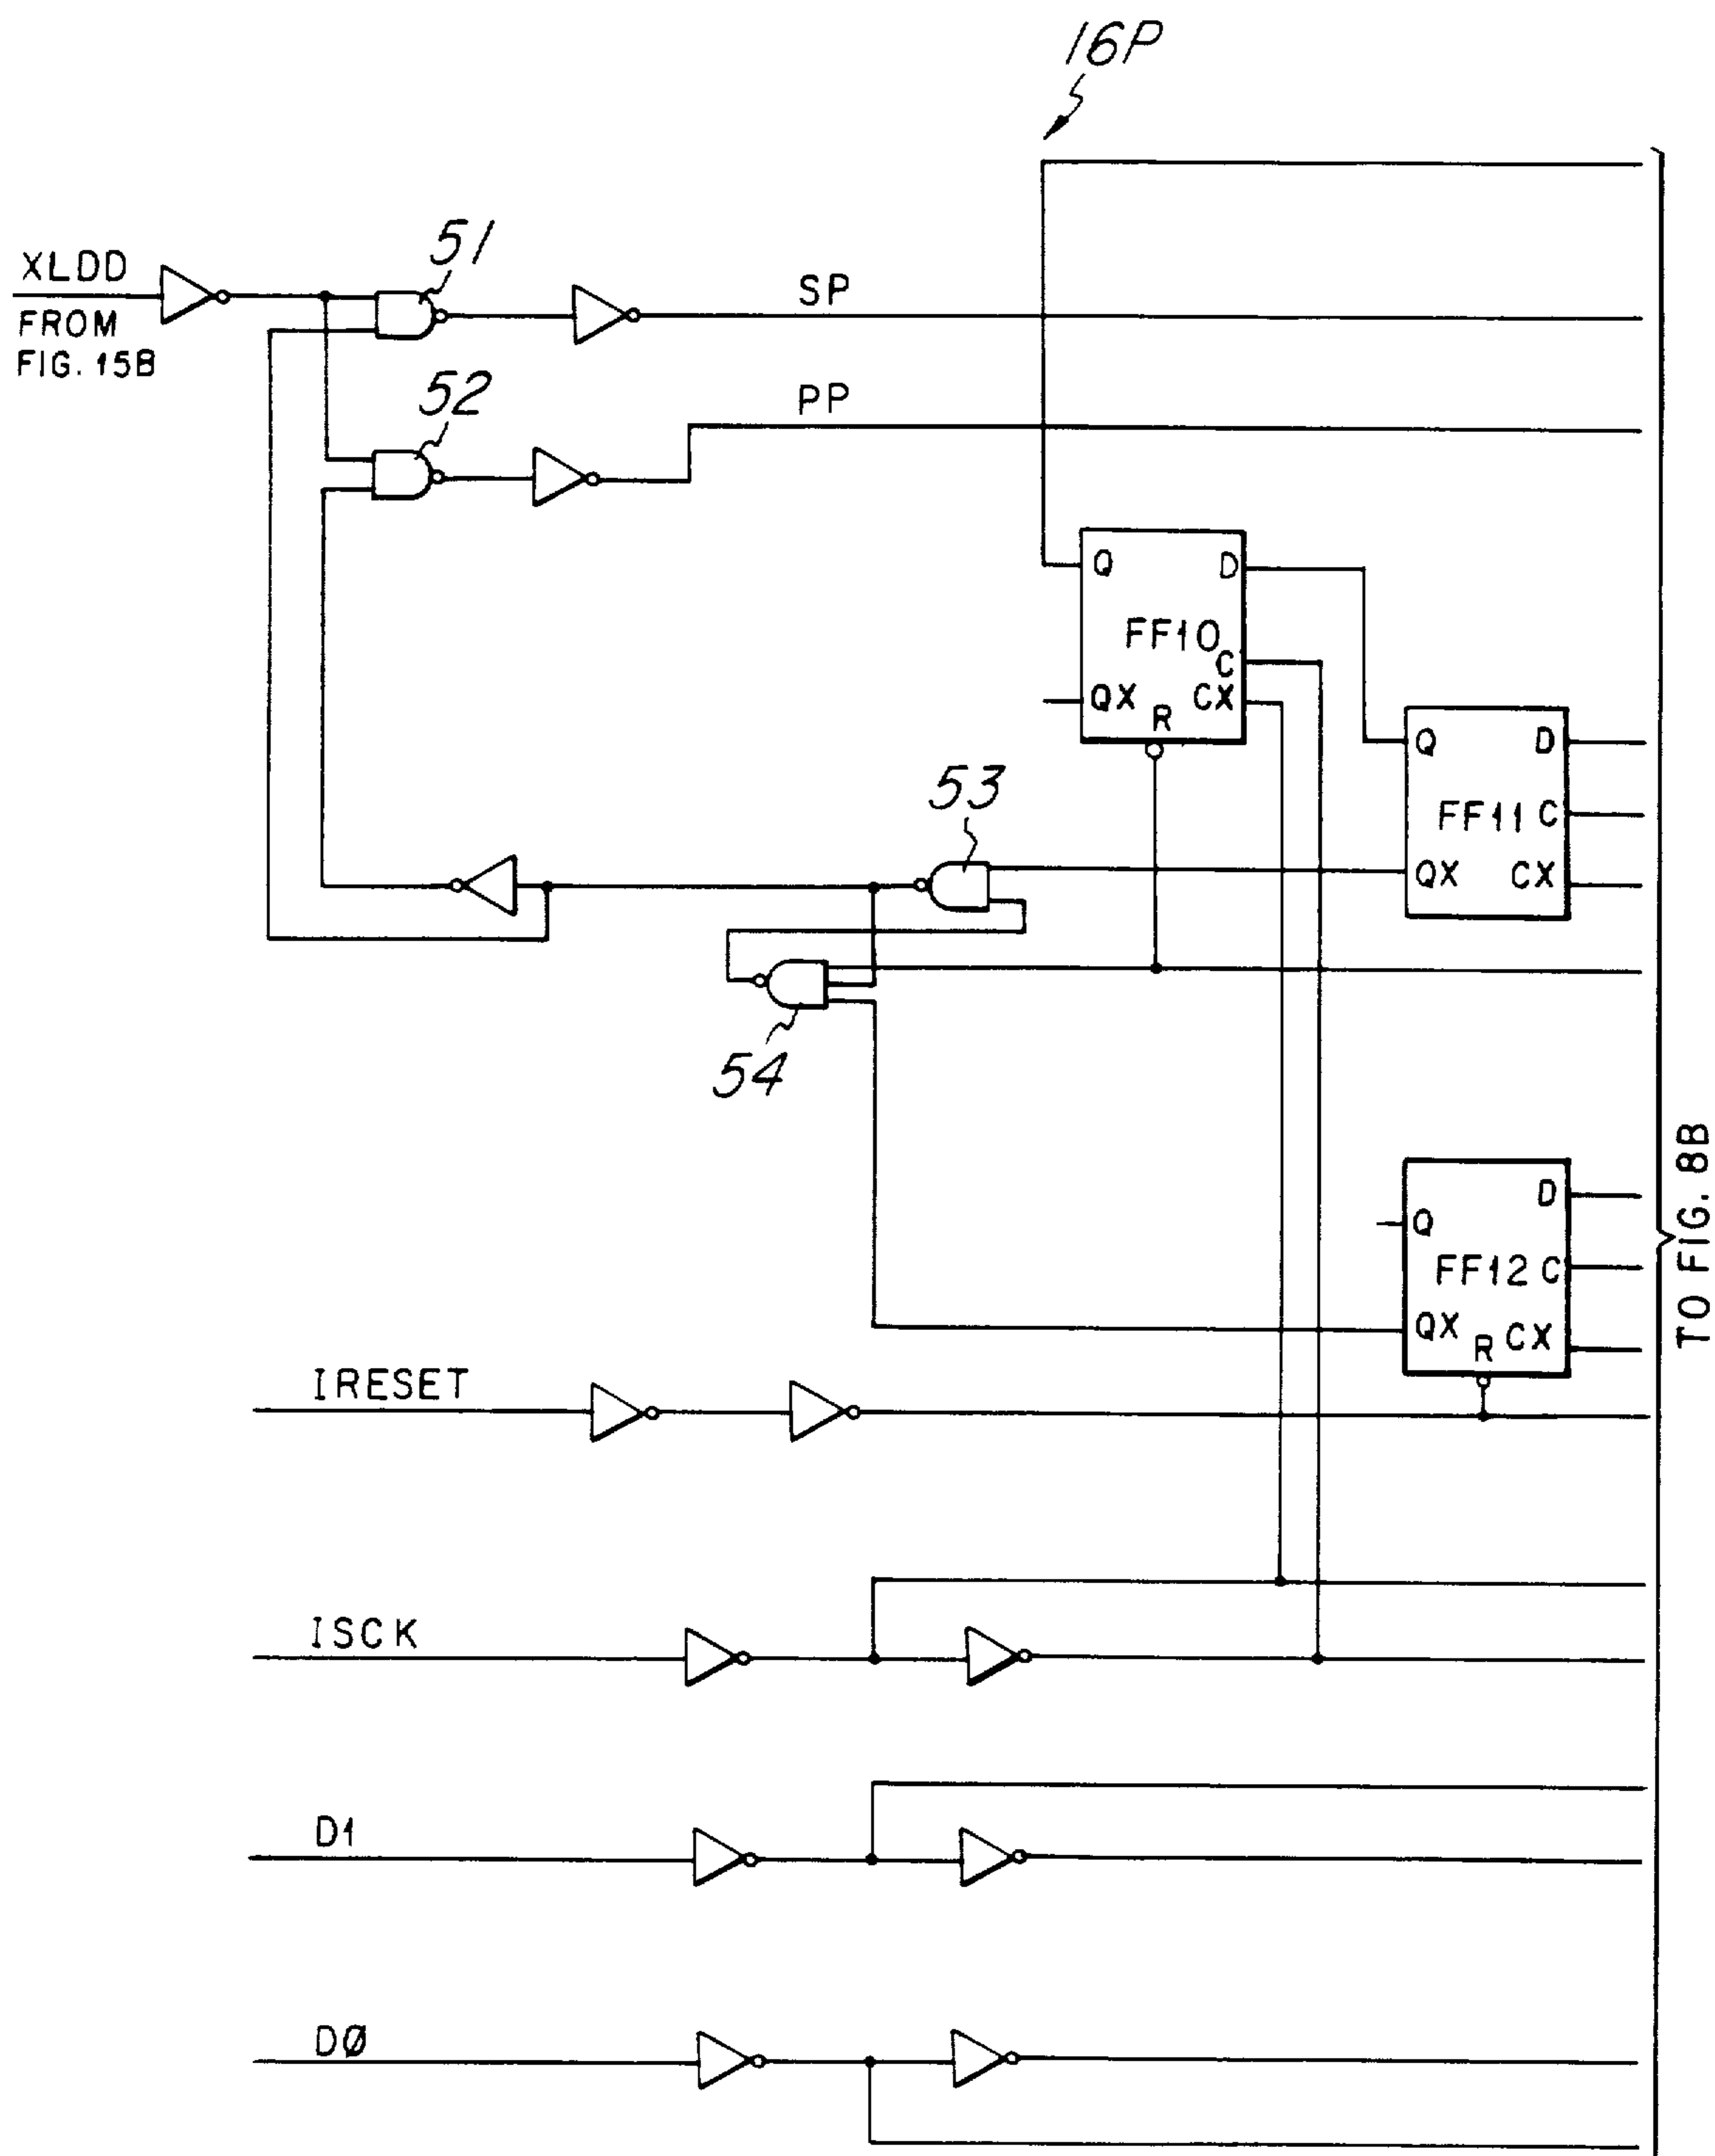 16P
XLDD
FROM
FIG. 15B
51
SP
52
PP
Q
D
FF10
C
QX
R
CX
Q
D
FF11
C
QX
CX
53
54
D
Q
FF12
C
QX
R
CX
TO FIG. 8B
IRESET
ISCK
D1
DØ